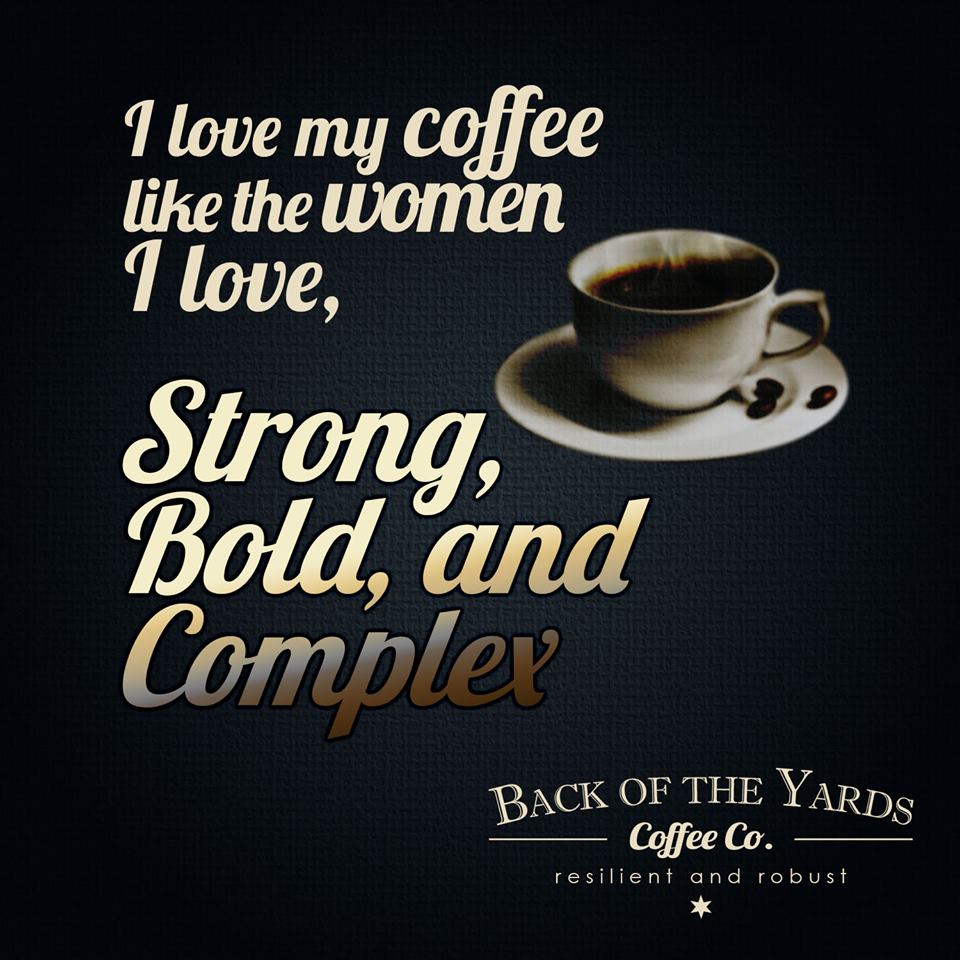 I love my coffee
like the women
I love,
Strong,
Bold, and
Complex
BACK OF THE YARDS
Coffee Co.
resilient and robust